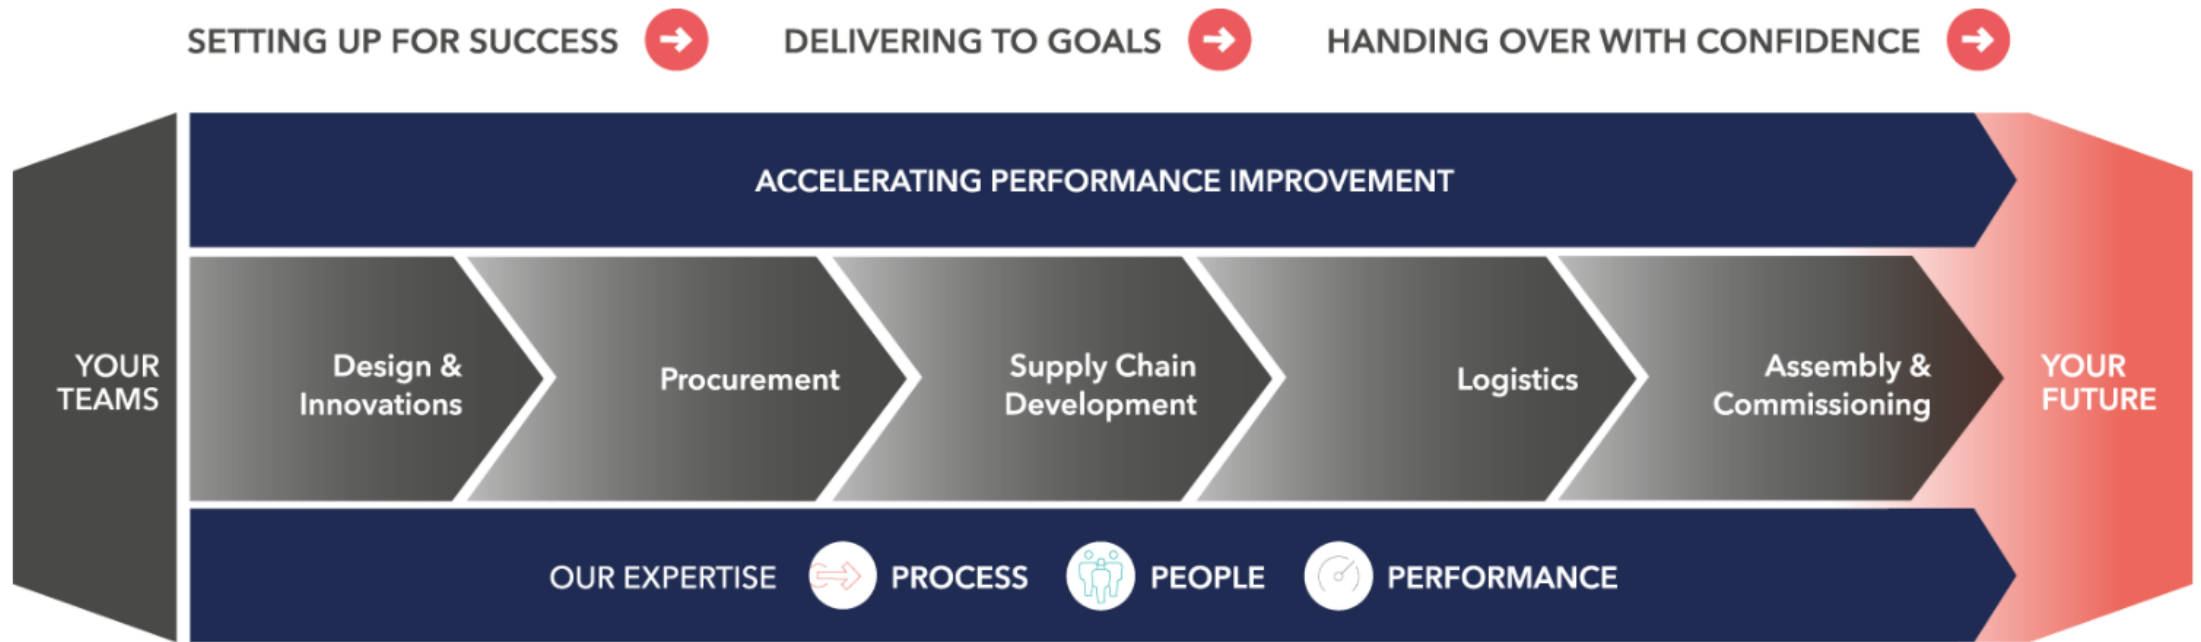 SETTING UP FOR SUCCESS
DELIVERING TO GOALS
HANDING OVER WITH CONFIDENCE
ACCELERATING PERFORMANCE IMPROVEMENT
YOUR
TEAMS
Design &
Innovations
Procurement
Supply Chain
Development
Logistics
Assembly &
Commissioning
YOUR
FUTURE
OUR EXPERTISE
PROCESS
PEOPLE
PERFORMANCE